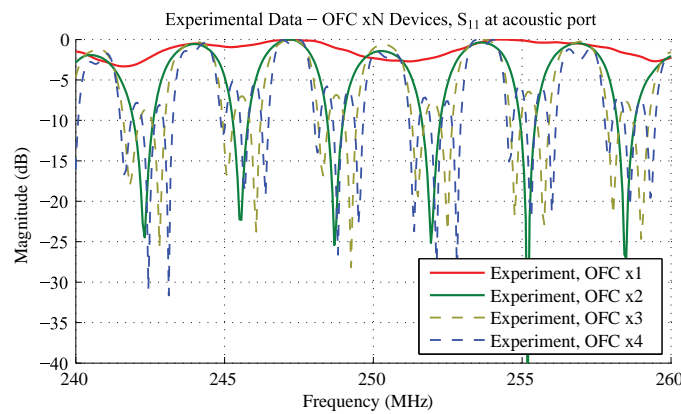 Experimental Data − OFC xN Devices, S11 at acoustic port
0
−5
−10
−15
−20
−25
−30
−35
−40
Magnitude (dB)
240
245
250
255
260
Frequency (MHz)
Experiment, OFC x1
Experiment, OFC x2
Experiment, OFC x3
Experiment, OFC x4